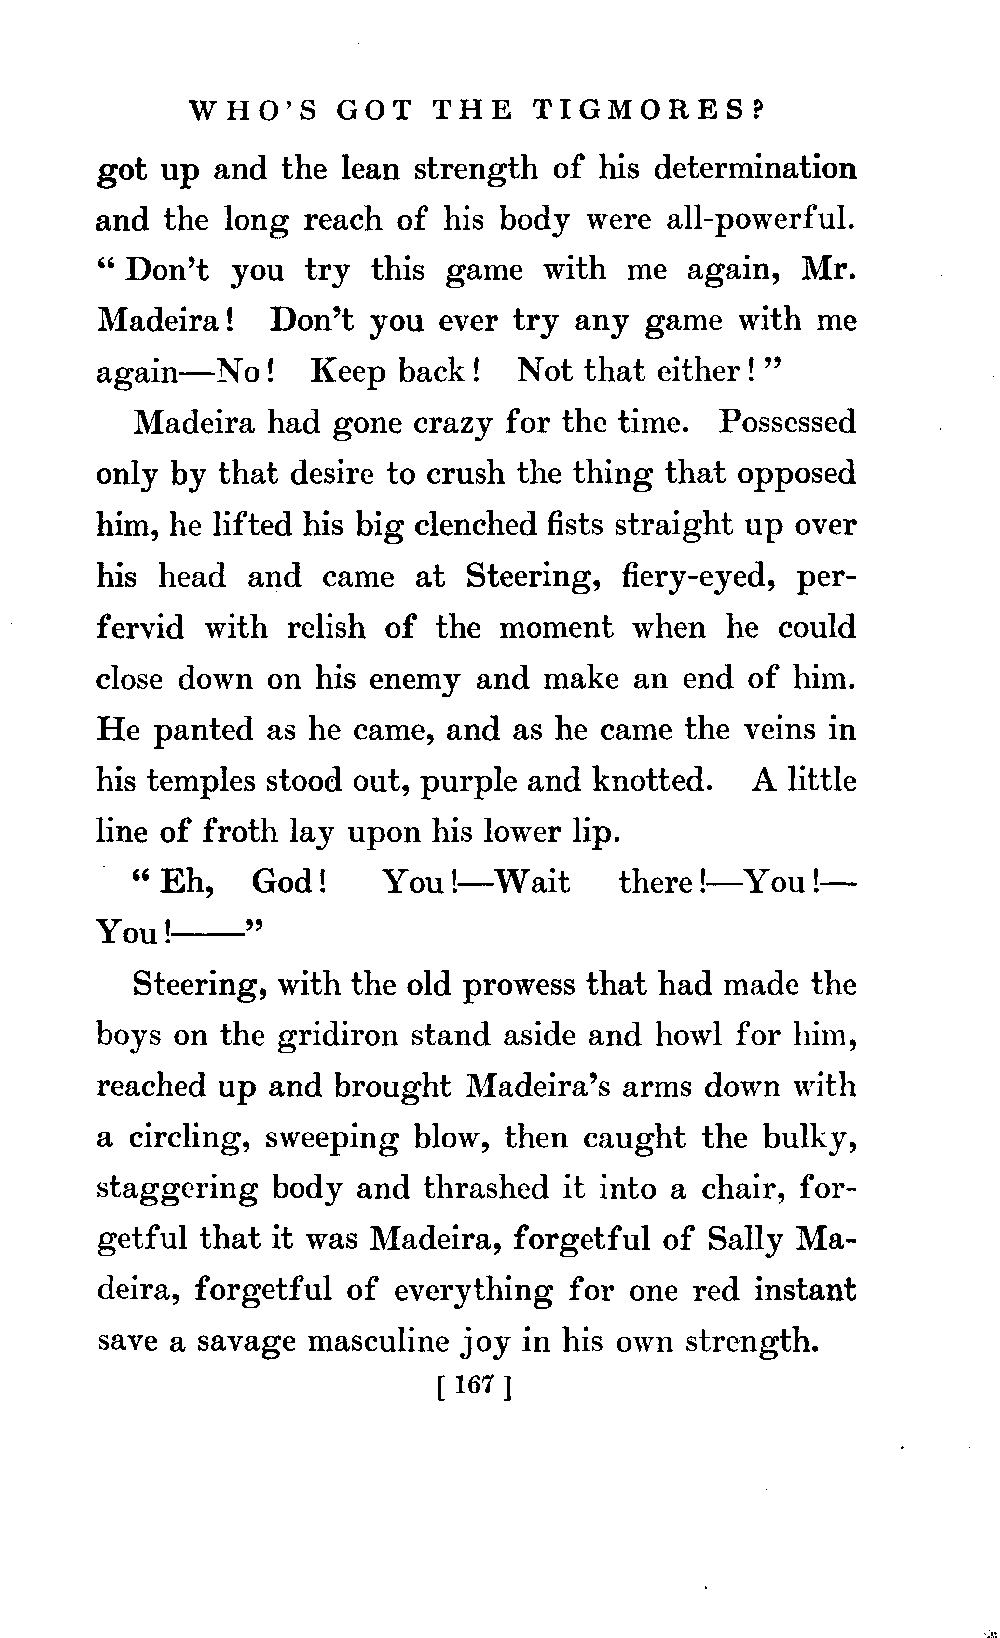 WHO'S GOT THE TIGMORES?
got up and the lean strength of his determination
and the long reach of his body were all-powerful.
" Don't you try this game with me again, Mr.
Madeira! Don't you ever try any game with me
again—No! Keep back! Not that either! "
Madeira had gone crazy for the time. Possessed
only by that desire to crush the thing that opposed
him, he lifted his big clenched fists straight up over
his head and came at Steering, fiery-eyed, per-
fervid with relish of the moment when he could
close down on his enemy and make an end of him.
He panted as he came, and as he came the veins in
his temples stood out, purple and knotted. A little
line of froth lay upon his lower lip.
" Eh, God! You!—Wait there!—You!—
You!——"
Steering, with the old prowess that had made the
boys on the gridiron stand aside and howl for him,
reached up and brought Madeira's arms down with
a circling, sweeping blow, then caught the bulky,
staggering body and thrashed it into a chair, for-
getful that it was Madeira, forgetful of Sally Ma-
deira, forgetful of everything for one red instant
save a savage masculine joy in his own strength.
[ 167 ]